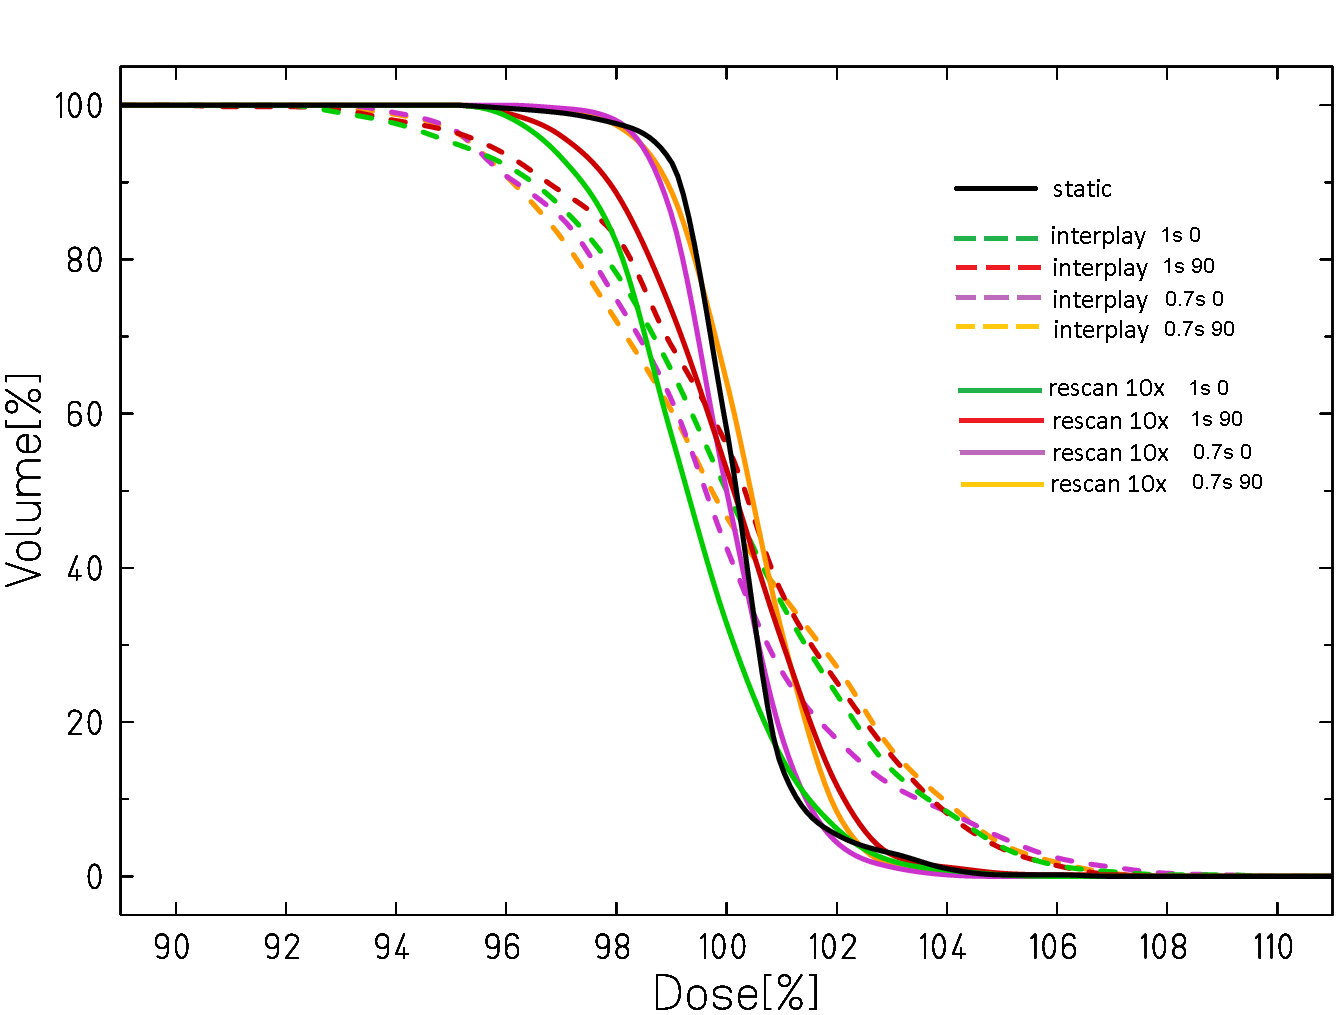 100
80
60
40
20
0
Volume[%]
static
interplay 1s 0
interplay 1s 90
interplay 0.7s 0
interplay 0.7s 90
rescan 10x 1s 0
rescan 10x 1s 90
rescan 10x 0.7s 0
rescan 10x 0.7s 90
90 92 94 96 98 100 102 104 106 108 110
Dose[%]